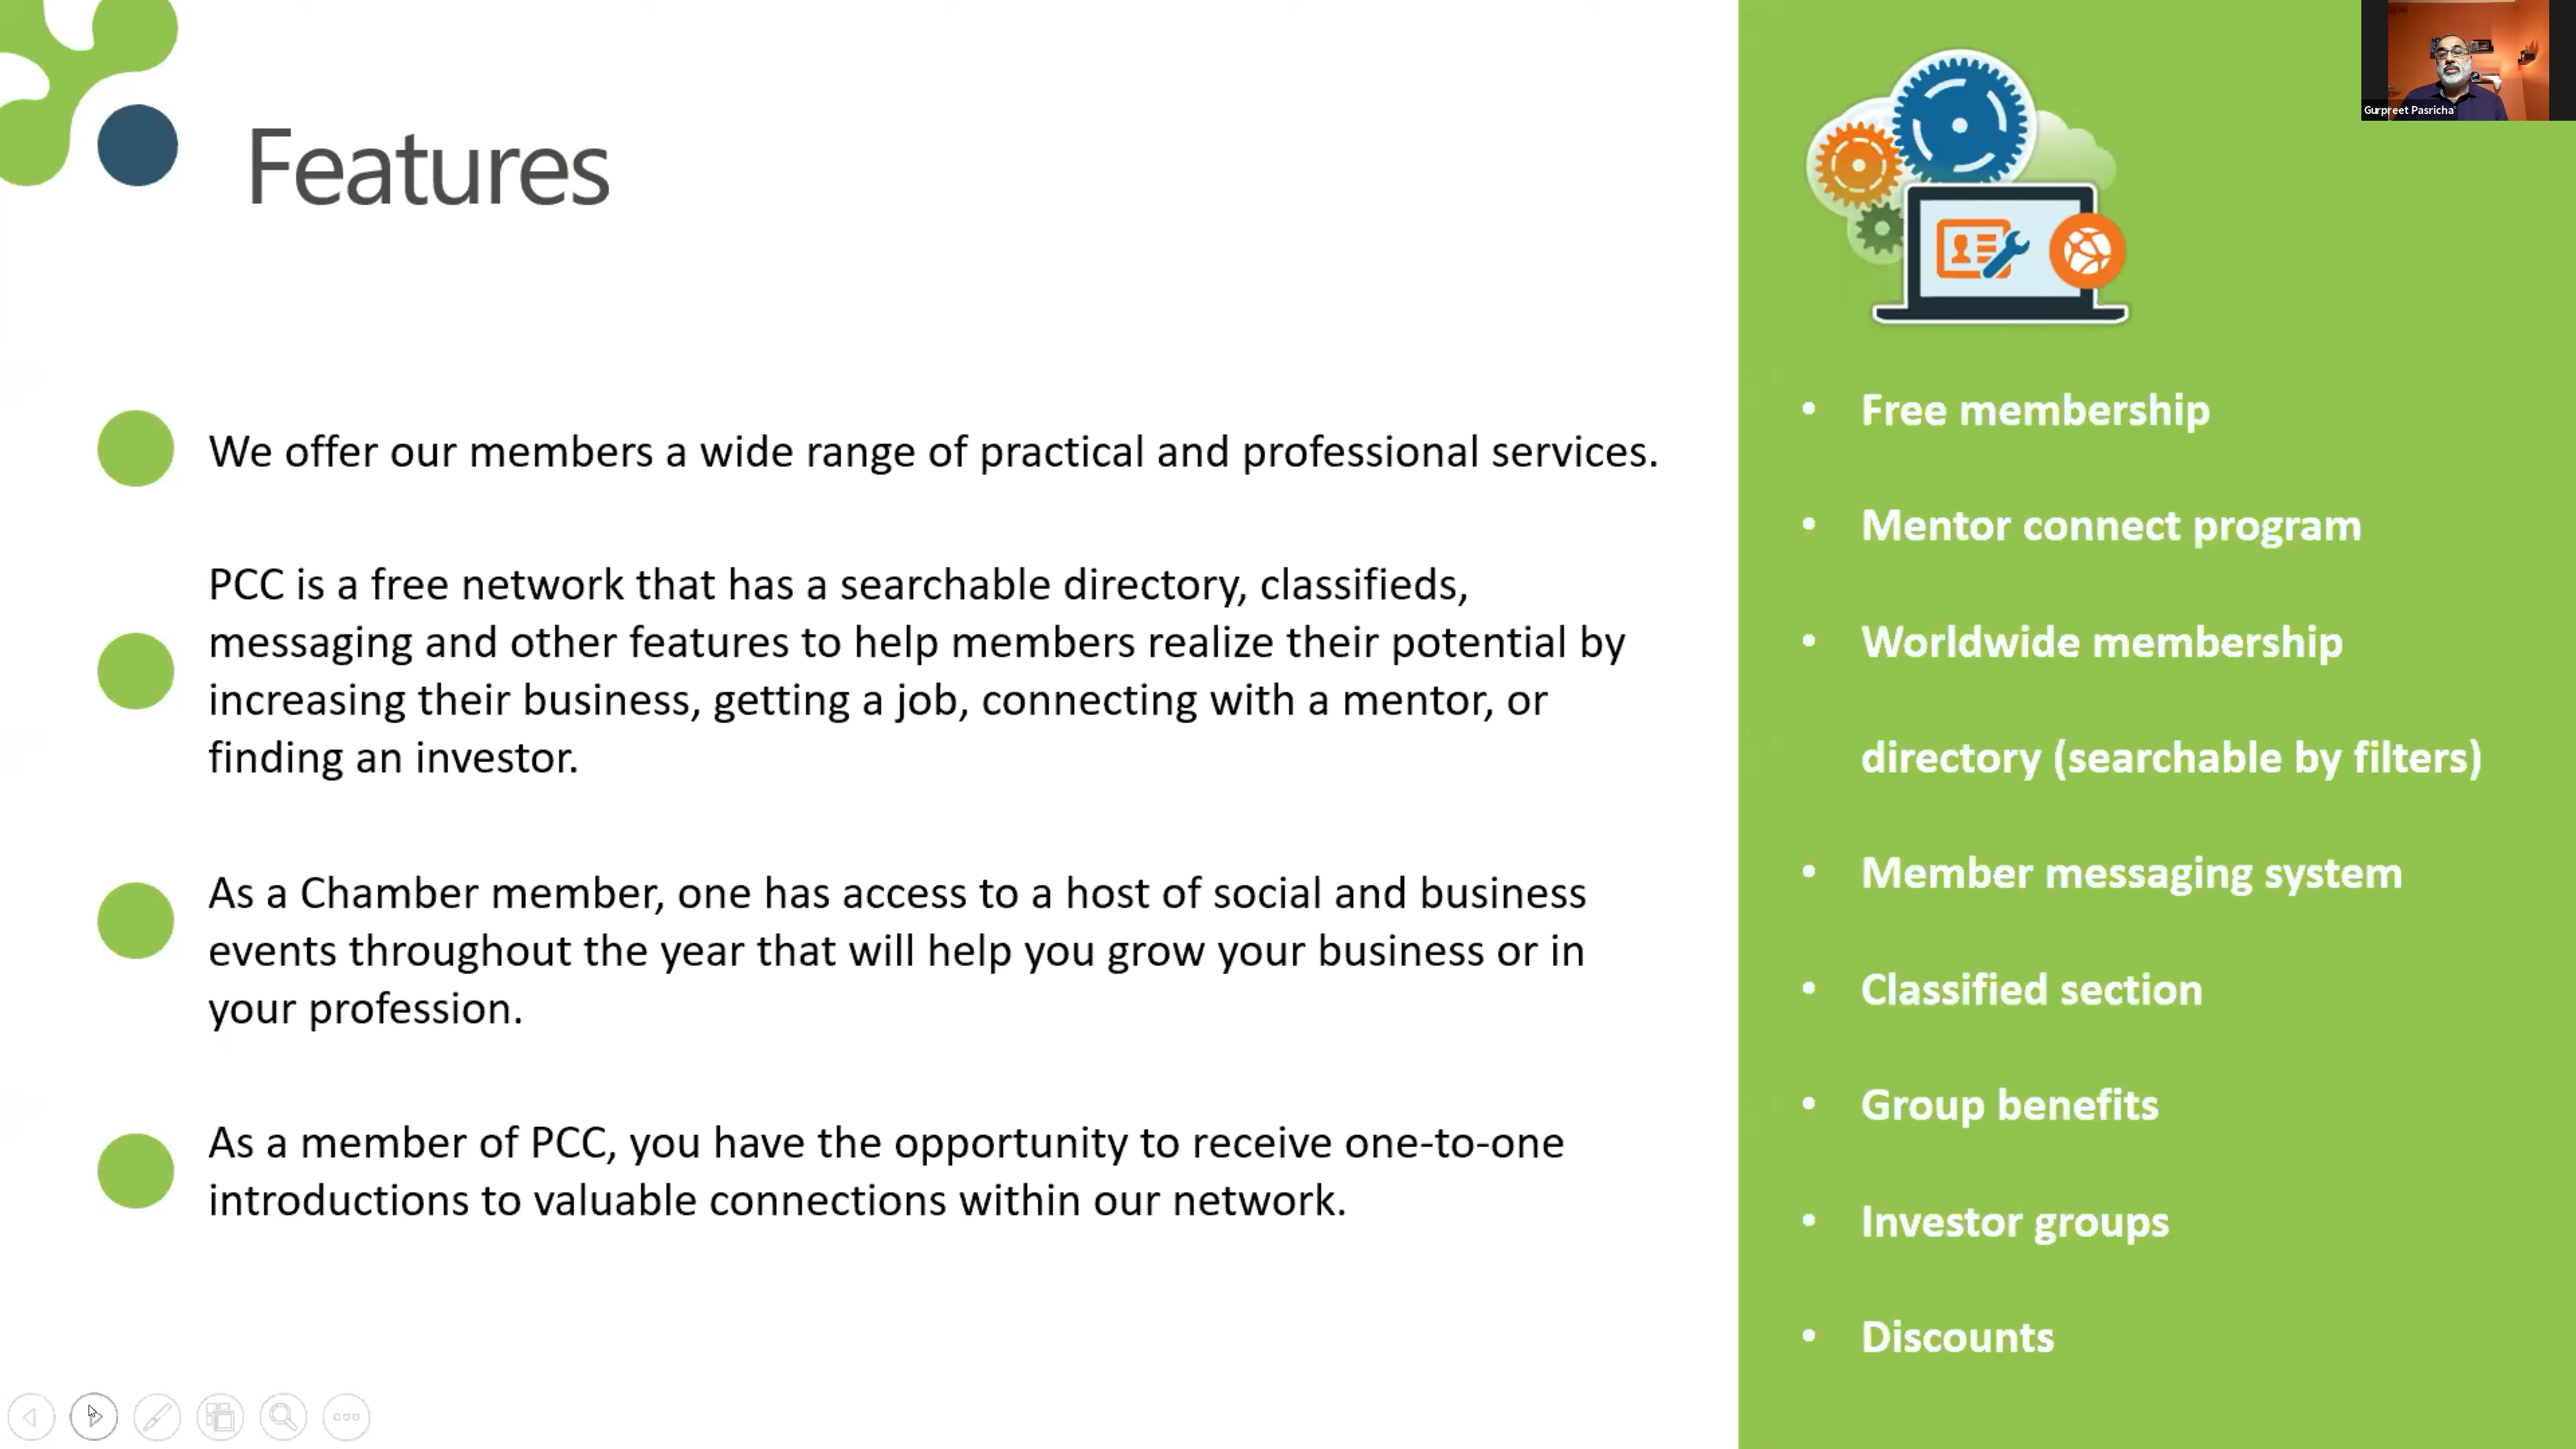 Features
We offer our members a wide range of practical and professional services.
PCC is a free network that has a searchable directory, classifieds,
messaging and other features to help members realize their potential by
increasing their business, getting a job, connecting with a mentor, or
finding an investor.
As a Chamber member, one has access to a host of social and business
events throughout the year that will help you grow your business or in
your profession.
As a member of PCC, you have the opportunity to receive one-to-one
introductions to valuable connections within our network.
Gurpreet Pasricha
• Free membership
• Mentor connect program
• Worldwide membership
directory (searchable by filters)
• Member messaging system
• Classified section
• Group benefits
• Investor groups
• Discounts